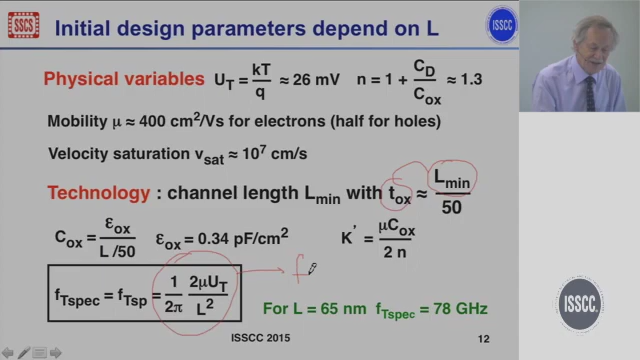 SSCS
Initial design parameters depend on L
Physical variables U_T = kT/q ≈ 26 mV n = 1 + C_D/C_ox ≈ 1.3
Mobility μ ≈ 400 cm²/Vs for electrons (half for holes)
Velocity saturation v_sat ≈ 10⁷ cm/s
Technology : channel length L_min with t_ox ≈ L_min/50
C_ox = ε_ox/(L /50) ε_ox = 0.34 pF/cm² K' = μC_ox/(2 n)
f_Tspec = f_Tsp = 1/(2π) 2μU_T/L²
f
For L = 65 nm f_Tspec = 78 GHz
ISSCC 2015
12
ISSCC